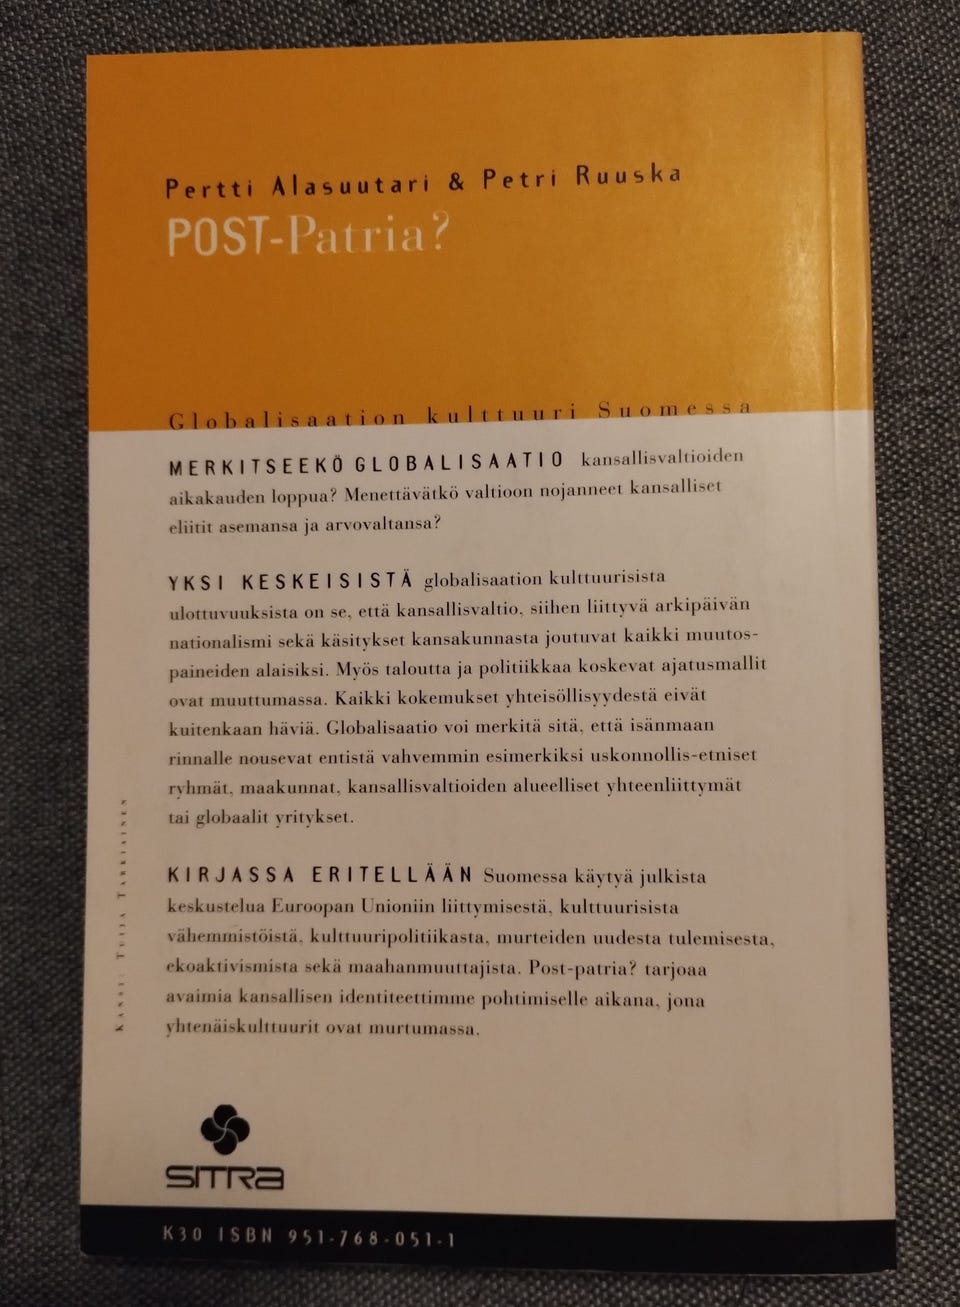 Pertti Alasuutari & Petri Ruuska
POST-Patria?
Globalisaation kulttuuri Suomessa
MERKITSEEKÖ GLOBALISAATIO kansallisvaltioiden
aikakauden loppua? Menettävätkö valtioon nojanneet kansalliset
eliitit asemansa ja arvovaltansa?
YKSI KESKEISISTÄ globalisaation kulttuurisista
ulottuvuuksista on se, että kansallisvaltio, siihen liittyvä arkipäivän
nationalismi sekä käsitykset kansakunnasta joutuvat kaikki muutos-
paineiden alaisiksi. Myös taloutta ja politiikkaa koskevat ajatusmallit
ovat muuttumassa. Kaikki kokemukset yhteisöllisyydestä eivät
kuitenkaan häviä. Globalisaatio voi merkitä sitä, että isänmaan
rinnalle nousevat entistä vahvemmin esimerkiksi uskonnollis-etniset
ryhmät, maakunnat, kansallisvaltioiden alueelliset yhteenliittymät
tai globaalit yritykset.
KIRJASSA ERITELLÄÄN Suomessa käytyä julkista
keskustelua Euroopan Unioniin liittymisestä, kulttuurisista
vähemmistöistä, kulttuuripolitiikasta, murteiden uudesta tulemisesta,
ekoaktivismista sekä maahanmuuttajista. Post-patria? tarjoaa
avaimia kansallisen identiteettimme pohtimiselle aikana, jona
yhtenäiskulttuurit ovat murtumassa.
KANSI: TUIJA TARKIAINEN
SITRA
K30 ISBN 951-768-051-1